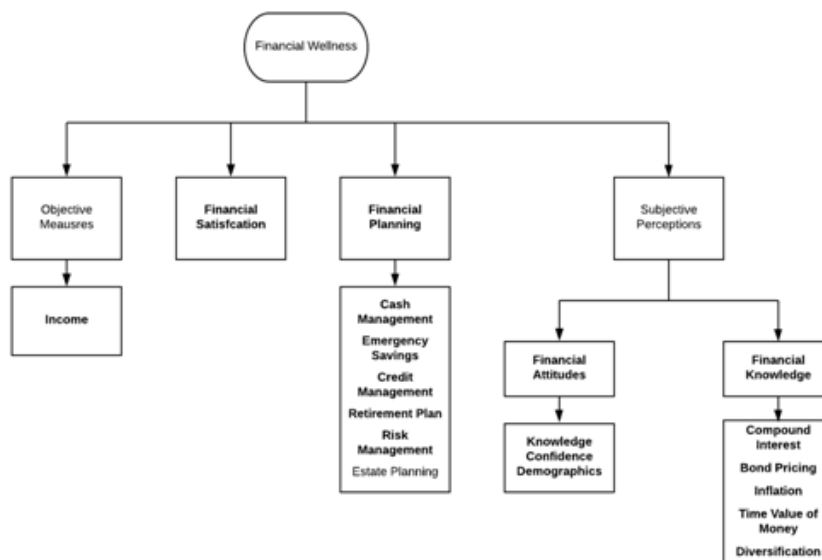 Financial Wellness
Objective
Meausres
Financial
Satisfcation
Financial
Planning
Subjective
Perceptions
Income
Cash
Management
Emergency
Savings
Credit
Management
Retirement Plan
Risk
Management
Estate Planning
Financial
Attitudes
Financial
Knowledge
Knowledge
Confidence
Demographics
Compound
Interest
Bond Pricing
Inflation
Time Value of
Money
Diversification